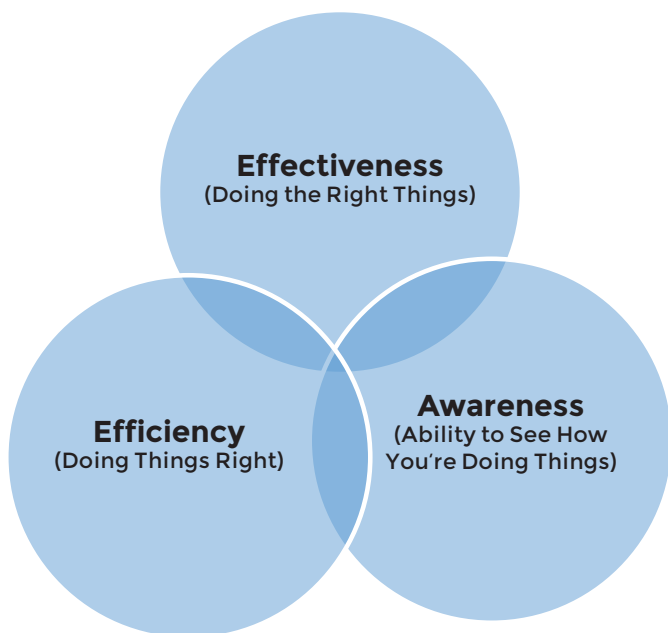 Effectiveness
(Doing the Right Things)
Efficiency
(Doing Things Right)
Awareness
(Ability to See How
You're Doing Things)